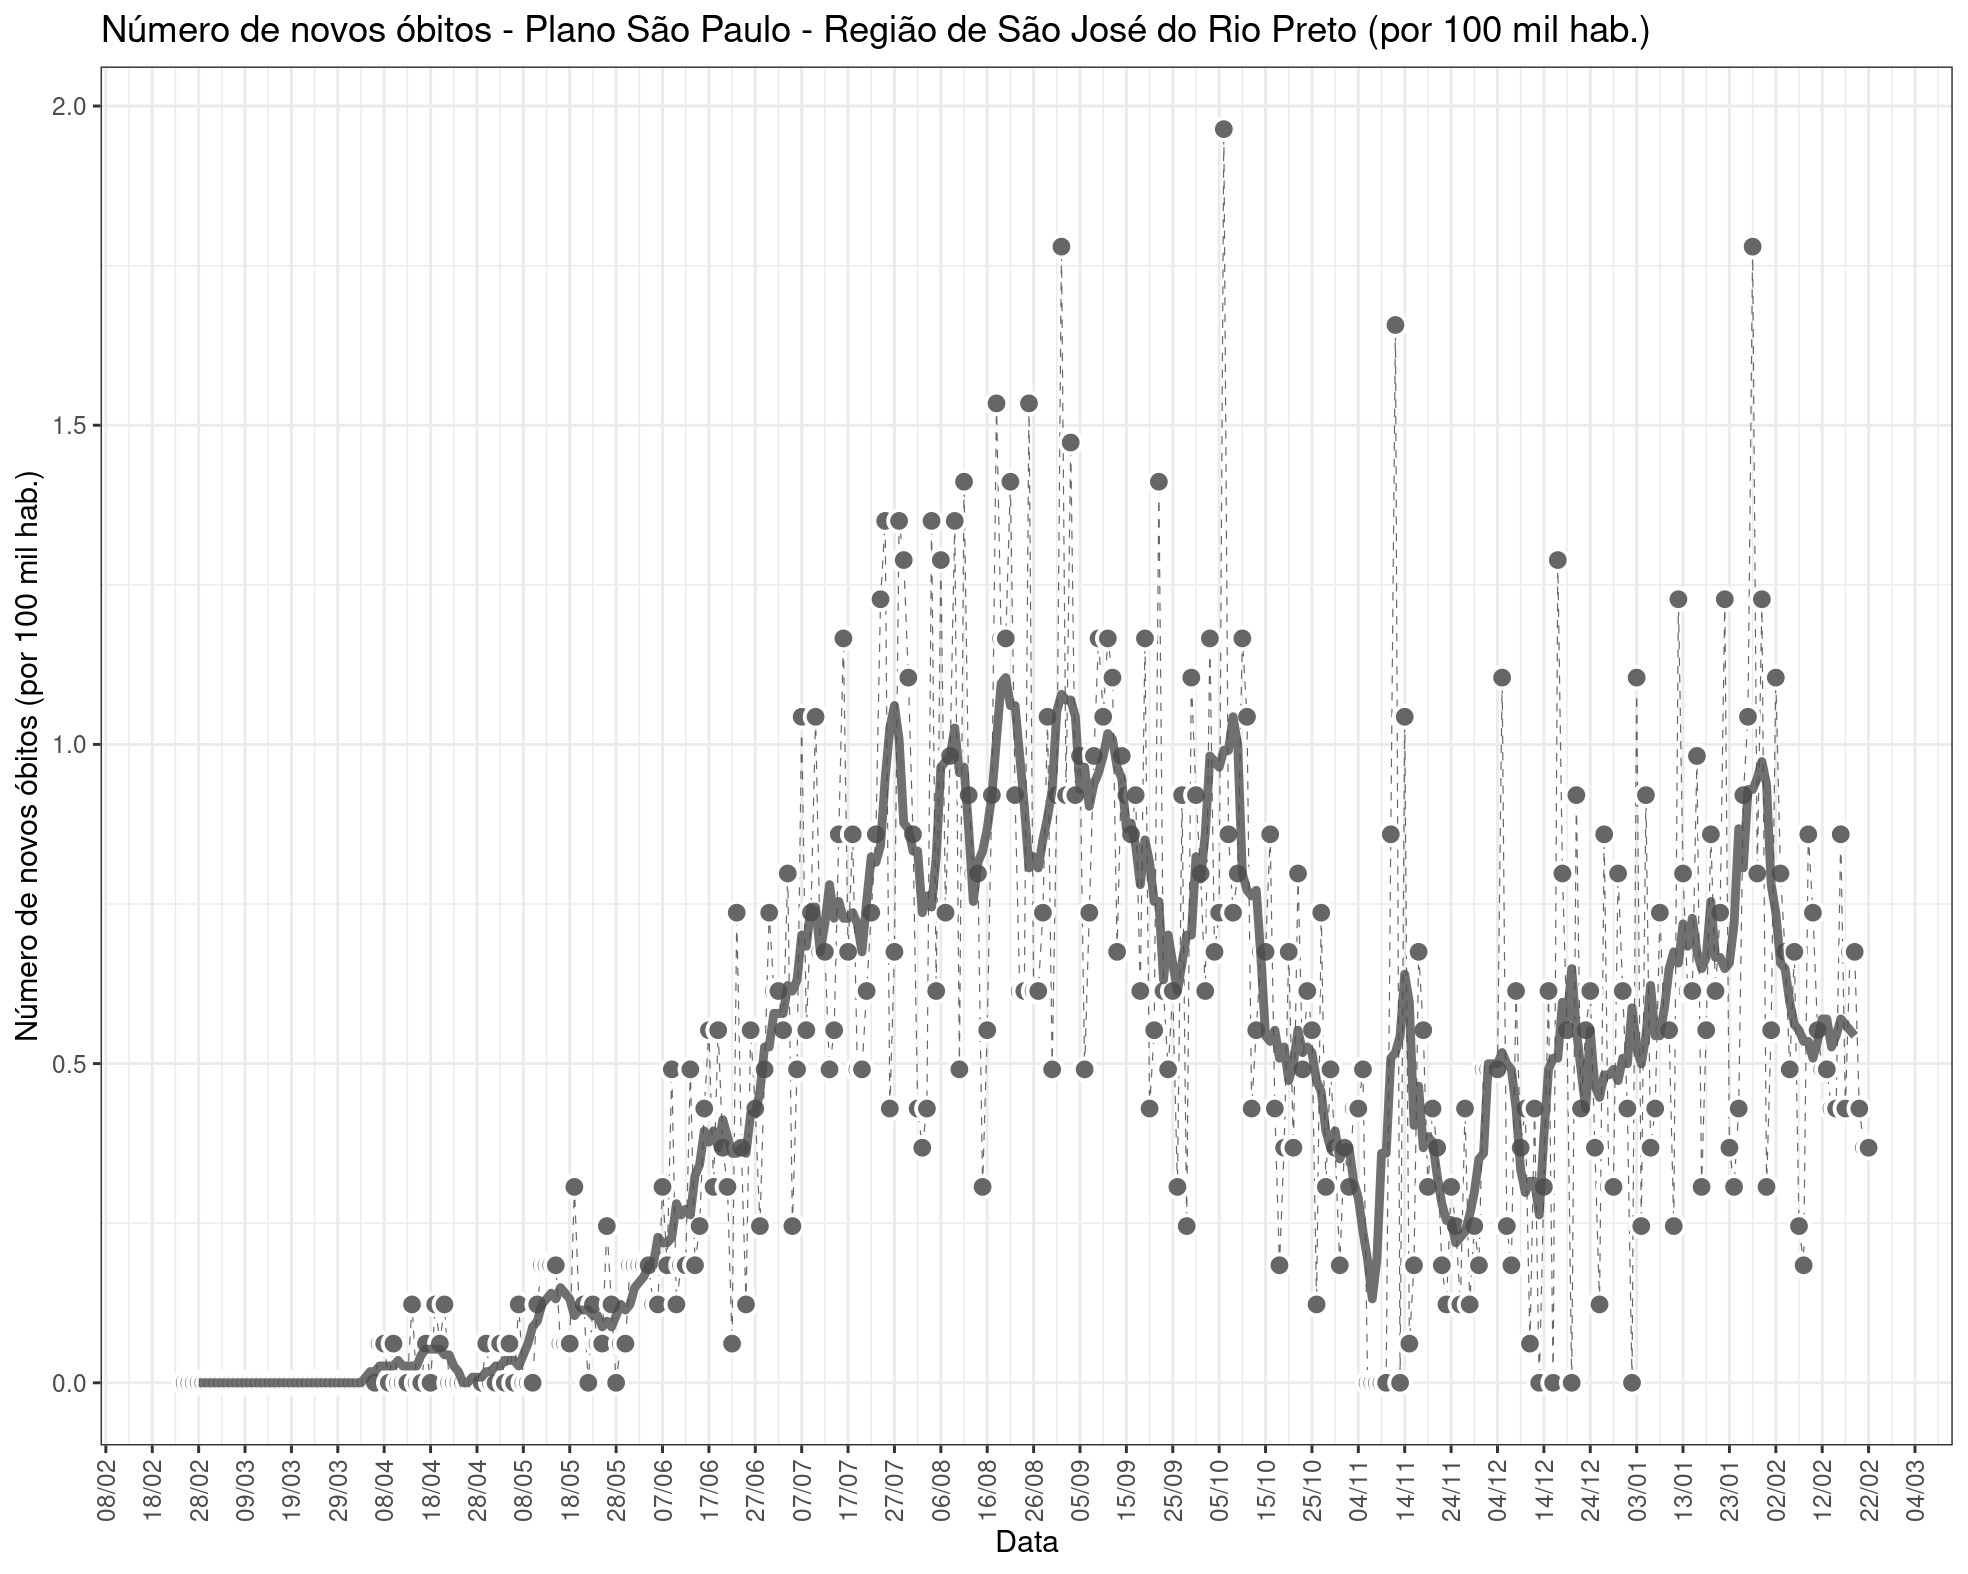 Número de novos óbitos - Plano São Paulo - Região de São José do Rio Preto (por 100 mil hab.)
Número de novos óbitos (por 100 mil hab.)
2.0
1.5
1.0
0.5
0.0
08/02 18/02 28/02 09/03 19/03 29/03 08/04 18/04 28/04 08/05 18/05 28/05 07/06 17/06 27/06 07/07 17/07 27/07 06/08 16/08 26/08 05/09 15/09 25/09 05/10 15/10 25/10 04/11 14/11 24/11 04/12 14/12 24/12 03/01 13/01 23/01 02/02 12/02 22/02 04/03
Data